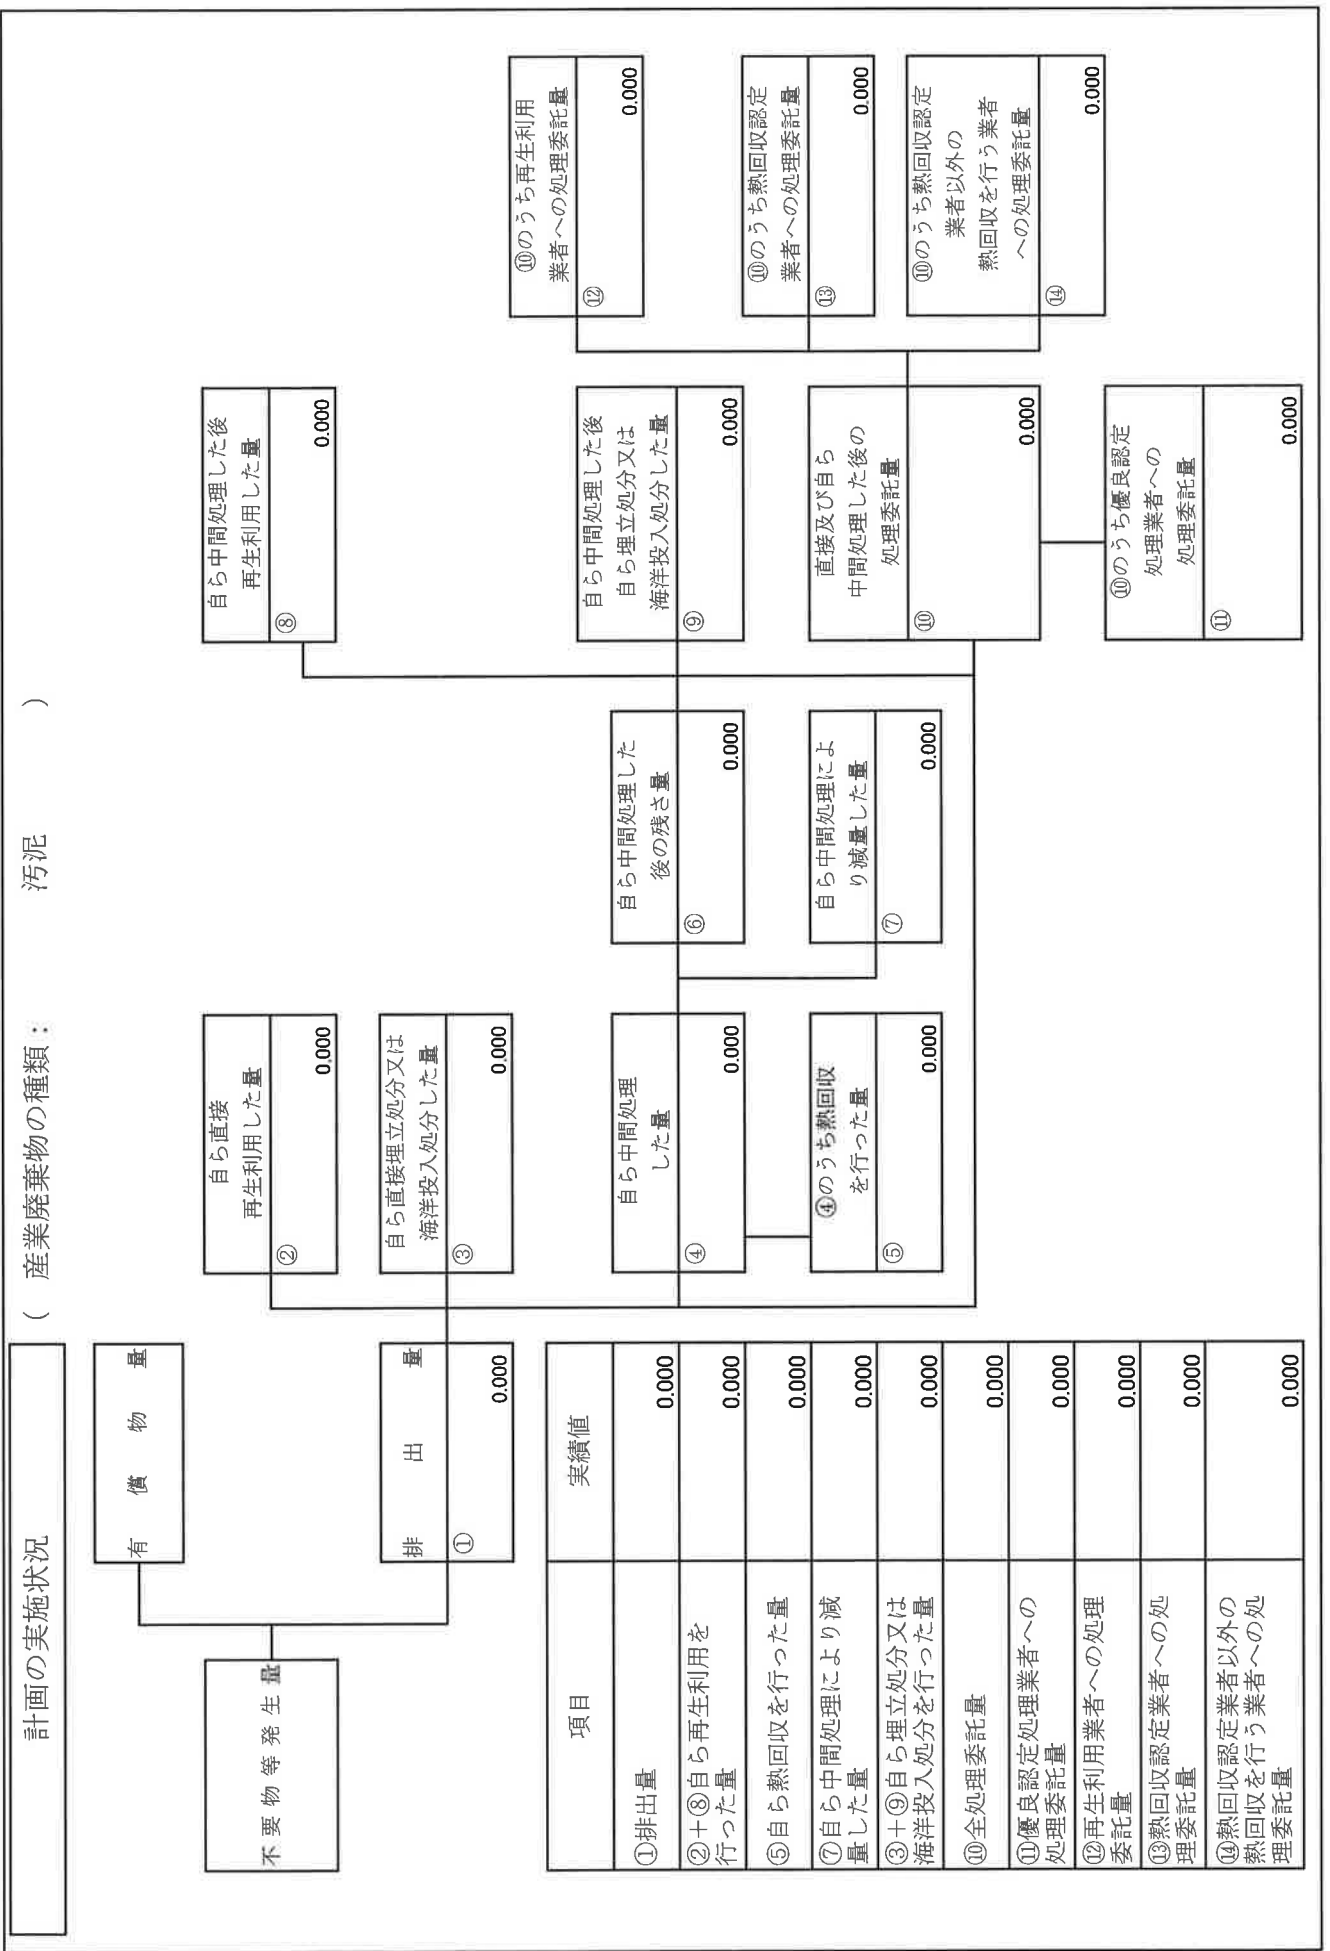 計画の実施状況
( 産業廃棄物の種類： 汚泥 )
不要物等発生量
有償物量
排出量
① 0.000
自ら直接
再生利用した量
② 0.000
自ら直接埋立処分又は
海洋投入処分した量
③ 0.000
自ら中間処理
した量
④ 0.000
④のうち熱回収
を行った量
⑤ 0.000
自ら中間処理した
後の残さ量
⑥ 0.000
自ら中間処理によ
り減量した量
⑦ 0.000
自ら中間処理した後
再生利用した量
⑧ 0.000
自ら中間処理した後
自ら埋立処分又は
海洋投入処分した量
⑨ 0.000
直接及び自ら
中間処理した後の
処理委託量
⑩ 0.000
⑩のうち優良認定
処理業者への
処理委託量
⑪ 0.000
⑩のうち再生利用
業者への処理委託量
⑫ 0.000
⑩のうち熱回収認定
業者への処理委託量
⑬ 0.000
⑩のうち熱回収認定
業者以外の
熱回収を行う業者
への処理委託量
⑭ 0.000
項目 実績値
①排出量 0.000
②＋⑧自ら再生利用を
行った量 0.000
⑤自ら熱回収を行った量 0.000
⑦自ら中間処理により減
量した量 0.000
③＋⑨自ら埋立処分又は
海洋投入処分を行った量 0.000
⑩全処理委託量 0.000
⑪優良認定処理業者への
処理委託量 0.000
⑫再生利用業者への処理
委託量 0.000
⑬熱回収認定業者への処
理委託量 0.000
⑭熱回収認定業者以外の
熱回収を行う業者への処
理委託量 0.000